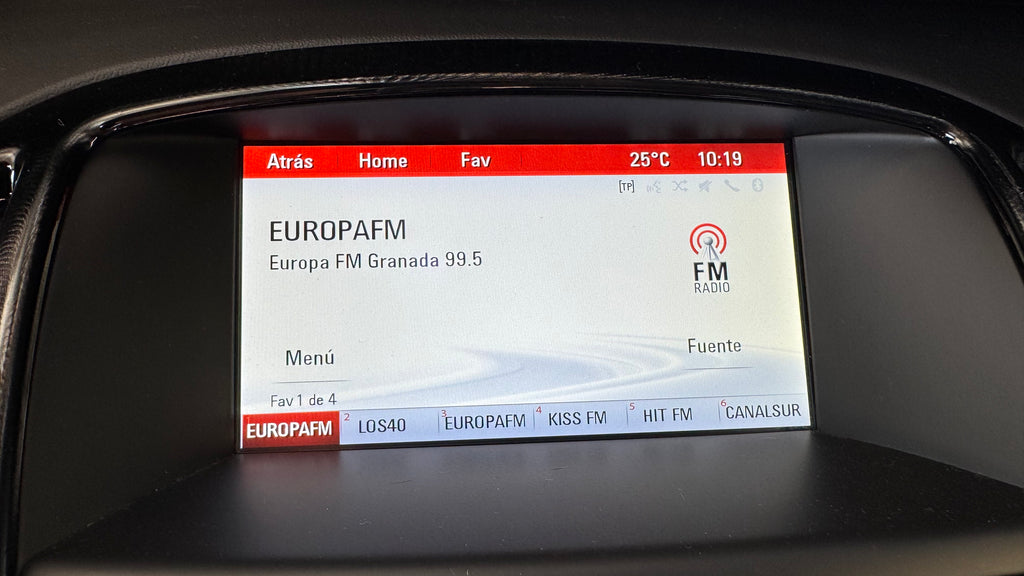 Atrás Home Fav 25°C 10:19
[TP]
EUROPAFM
Europa FM Granada 99.5
FM
RADIO
Menú Fuente
Fav 1 de 4
1 EUROPAFM 2 LOS40 3 EUROPAFM 4 KISS FM 5 HIT FM 6 CANALSUR